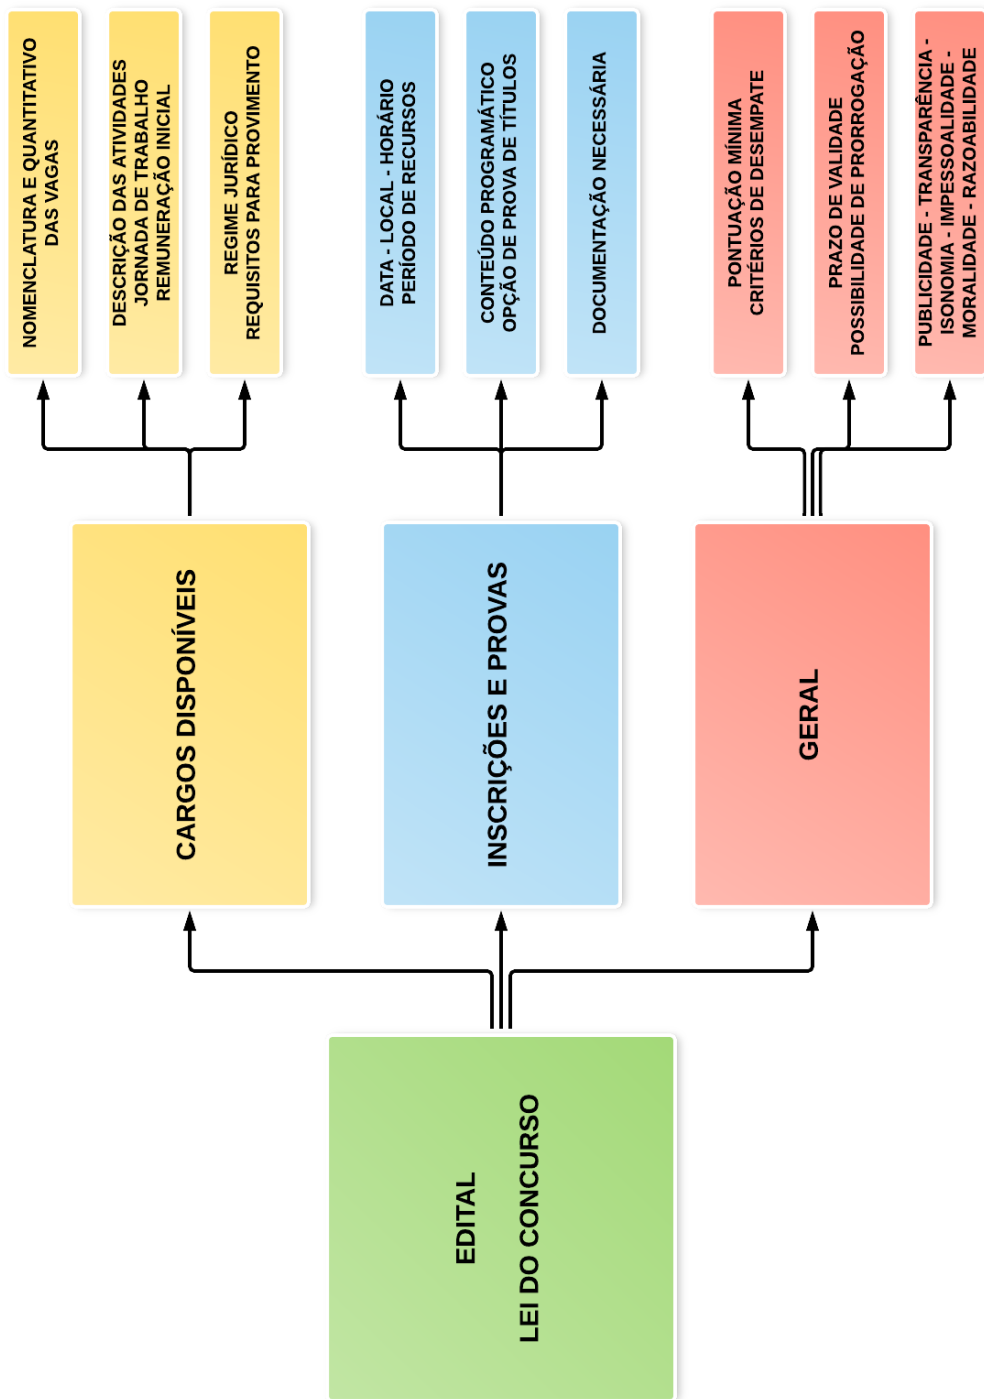 EDITAL
LEI DO CONCURSO
CARGOS DISPONÍVEIS
NOMENCLATURA E QUANTITATIVO
DAS VAGAS
DESCRIÇÃO DAS ATIVIDADES
JORNADA DE TRABALHO
REMUNERAÇÃO INICIAL
REGIME JURÍDICO
REQUISITOS PARA PROVIMENTO
INSCRIÇÕES E PROVAS
DATA - LOCAL - HORÁRIO
PERÍODO DE RECURSOS
CONTEÚDO PROGRAMÁTICO
OPÇÃO DE PROVA DE TÍTULOS
DOCUMENTAÇÃO NECESSÁRIA
GERAL
PONTUAÇÃO MÍNIMA
CRITÉRIOS DE DESEMPATE
PRAZO DE VALIDADE
POSSIBILIDADE DE PRORROGAÇÃO
PUBLICIDADE - TRANSPARÊNCIA -
ISONOMIA - IMPESSOALIDADE -
MORALIDADE - RAZOABILIDADE